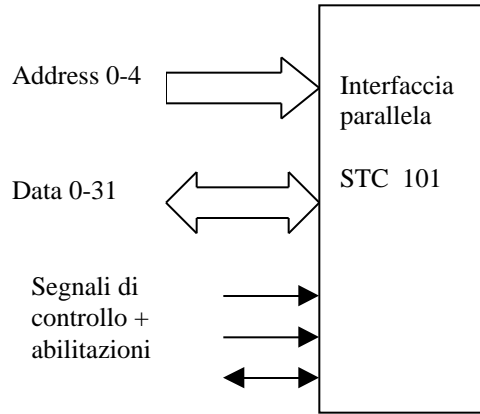 Address 0-4
Interfaccia
parallela
STC 101
Data 0-31
Segnali di
controllo +
abilitazioni